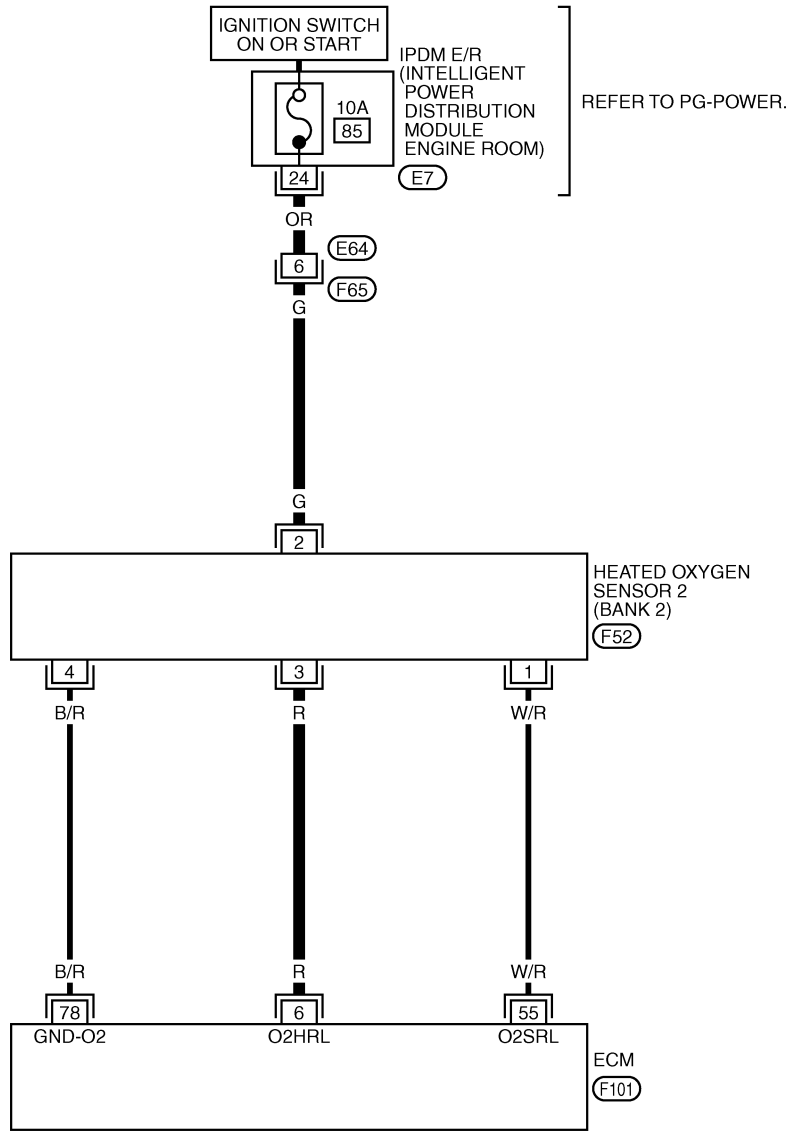 IGNITION SWITCH
ON OR START
IPDM E/R
(INTELLIGENT
POWER
DISTRIBUTION
MODULE
ENGINE ROOM)
REFER TO PG-POWER.
10A
85
24
E7
OR
E64
6
F65
G
G
2
HEATED OXYGEN
SENSOR 2
(BANK 2)
F52
4
3
1
B/R
R
W/R
B/R
R
W/R
78
6
55
GND-O2
O2HRL
O2SRL
ECM
F101